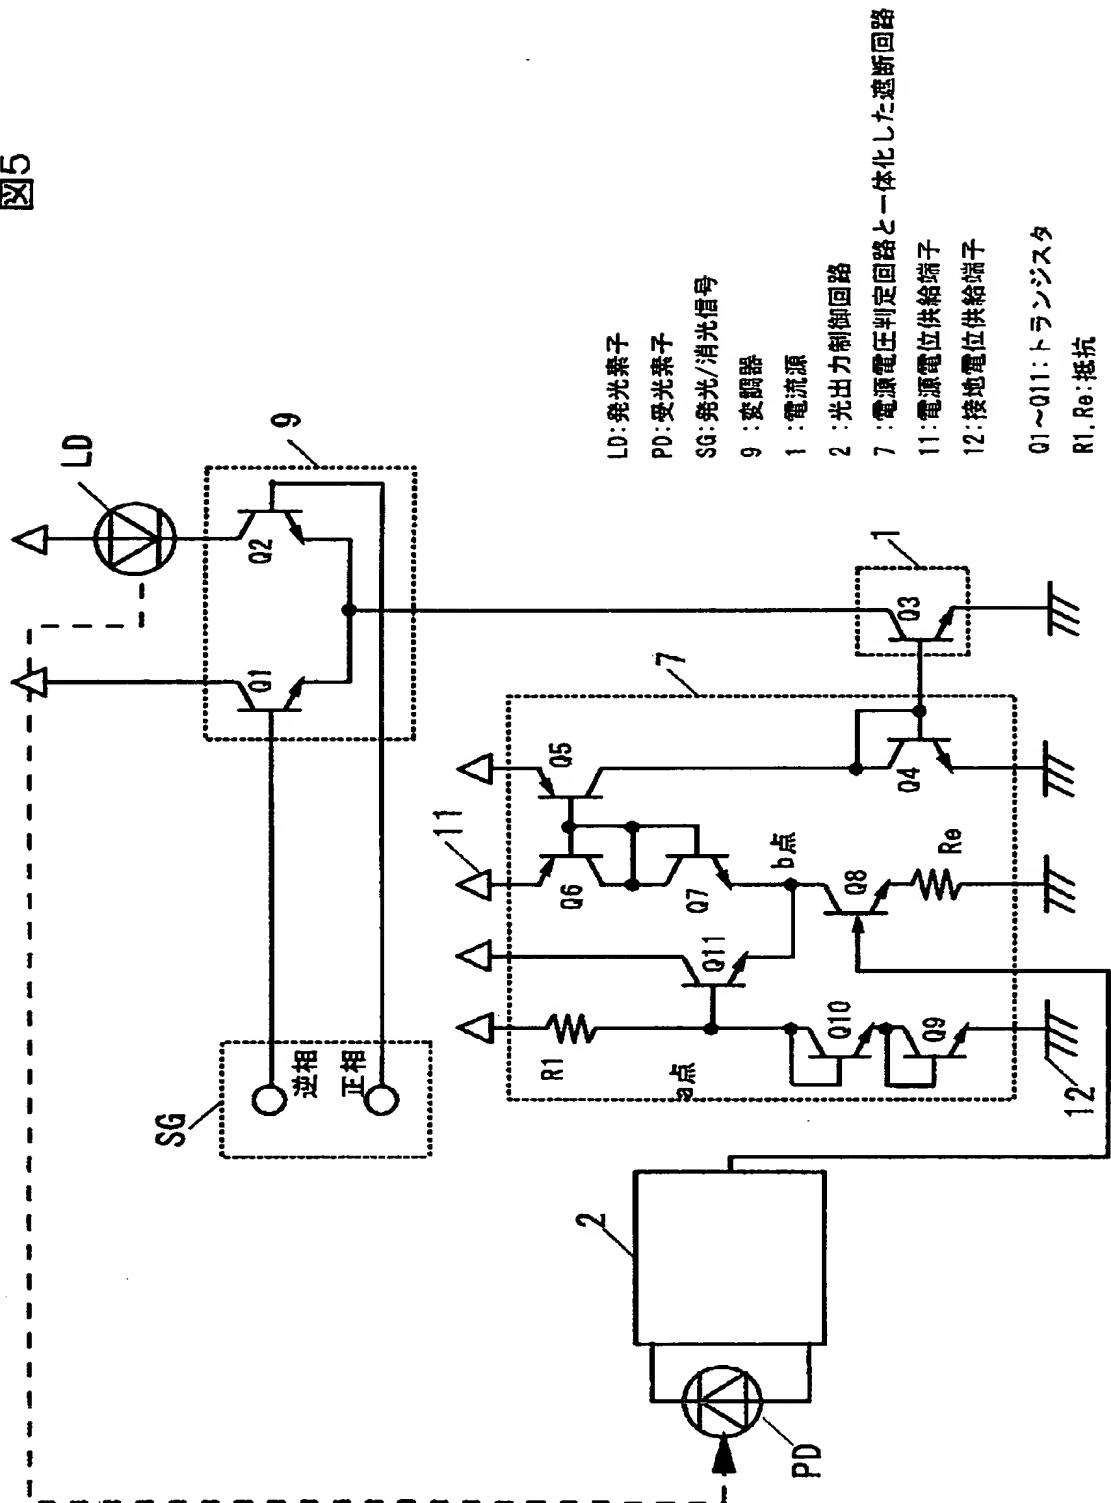 図5
LD
9
Q1
Q2
SG
逆相
正相
11
7
1
Q5
Q6
Q7
Q11
R1
a点
b点
Q3
Q4
Q8
Re
Q10
Q9
12
2
PD
LD:発光素子
PD:受光素子
SG:発光/消光信号
9:変調器
1:電流源
2:光出力制御回路
7:電源電圧判定回路と一体化した遮断回路
11:電源電位供給端子
12:接地電位供給端子
Q1~Q11:トランジスタ
R1.Re:抵抗